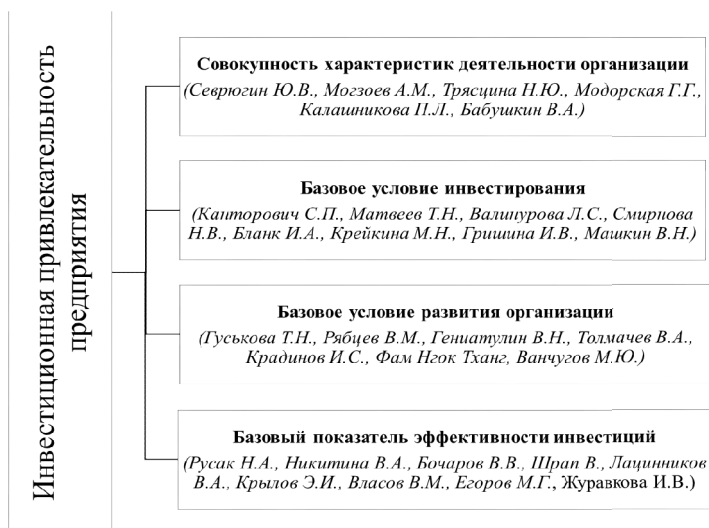 Инвестиционная привлекательность
предприятия
Совокупность характеристик деятельности организации
(Севрюгин Ю.В., Могзоев А.М., Трясцина Н.Ю., Модорская Г.Г.,
Калашникова П.Л., Бабушкин В.А.)
Базовое условие инвестирования
(Капторович С.П., Матвеев Т.Н., Валинурова Л.С., Смирнова
Н.В., Бланк И.А., Крейкина М.Н., Гришина И.В., Машкин В.Н.)
Базовое условие развития организации
(Гуськова Т.Н., Рябцев В.М., Гениатулин В.Н., Толмачев В.А.,
Крадинов И.С., Фам Нгок Тханг, Ванчугов М.Ю.)
Базовый показатель эффективности инвестиций
(Русак Н.А., Никитина В.А., Бочаров В.В., Шрап В., Лацинников
В.А., Крылов Э.И., Власов В.М., Егоров М.Г., Журавкова И.В.)